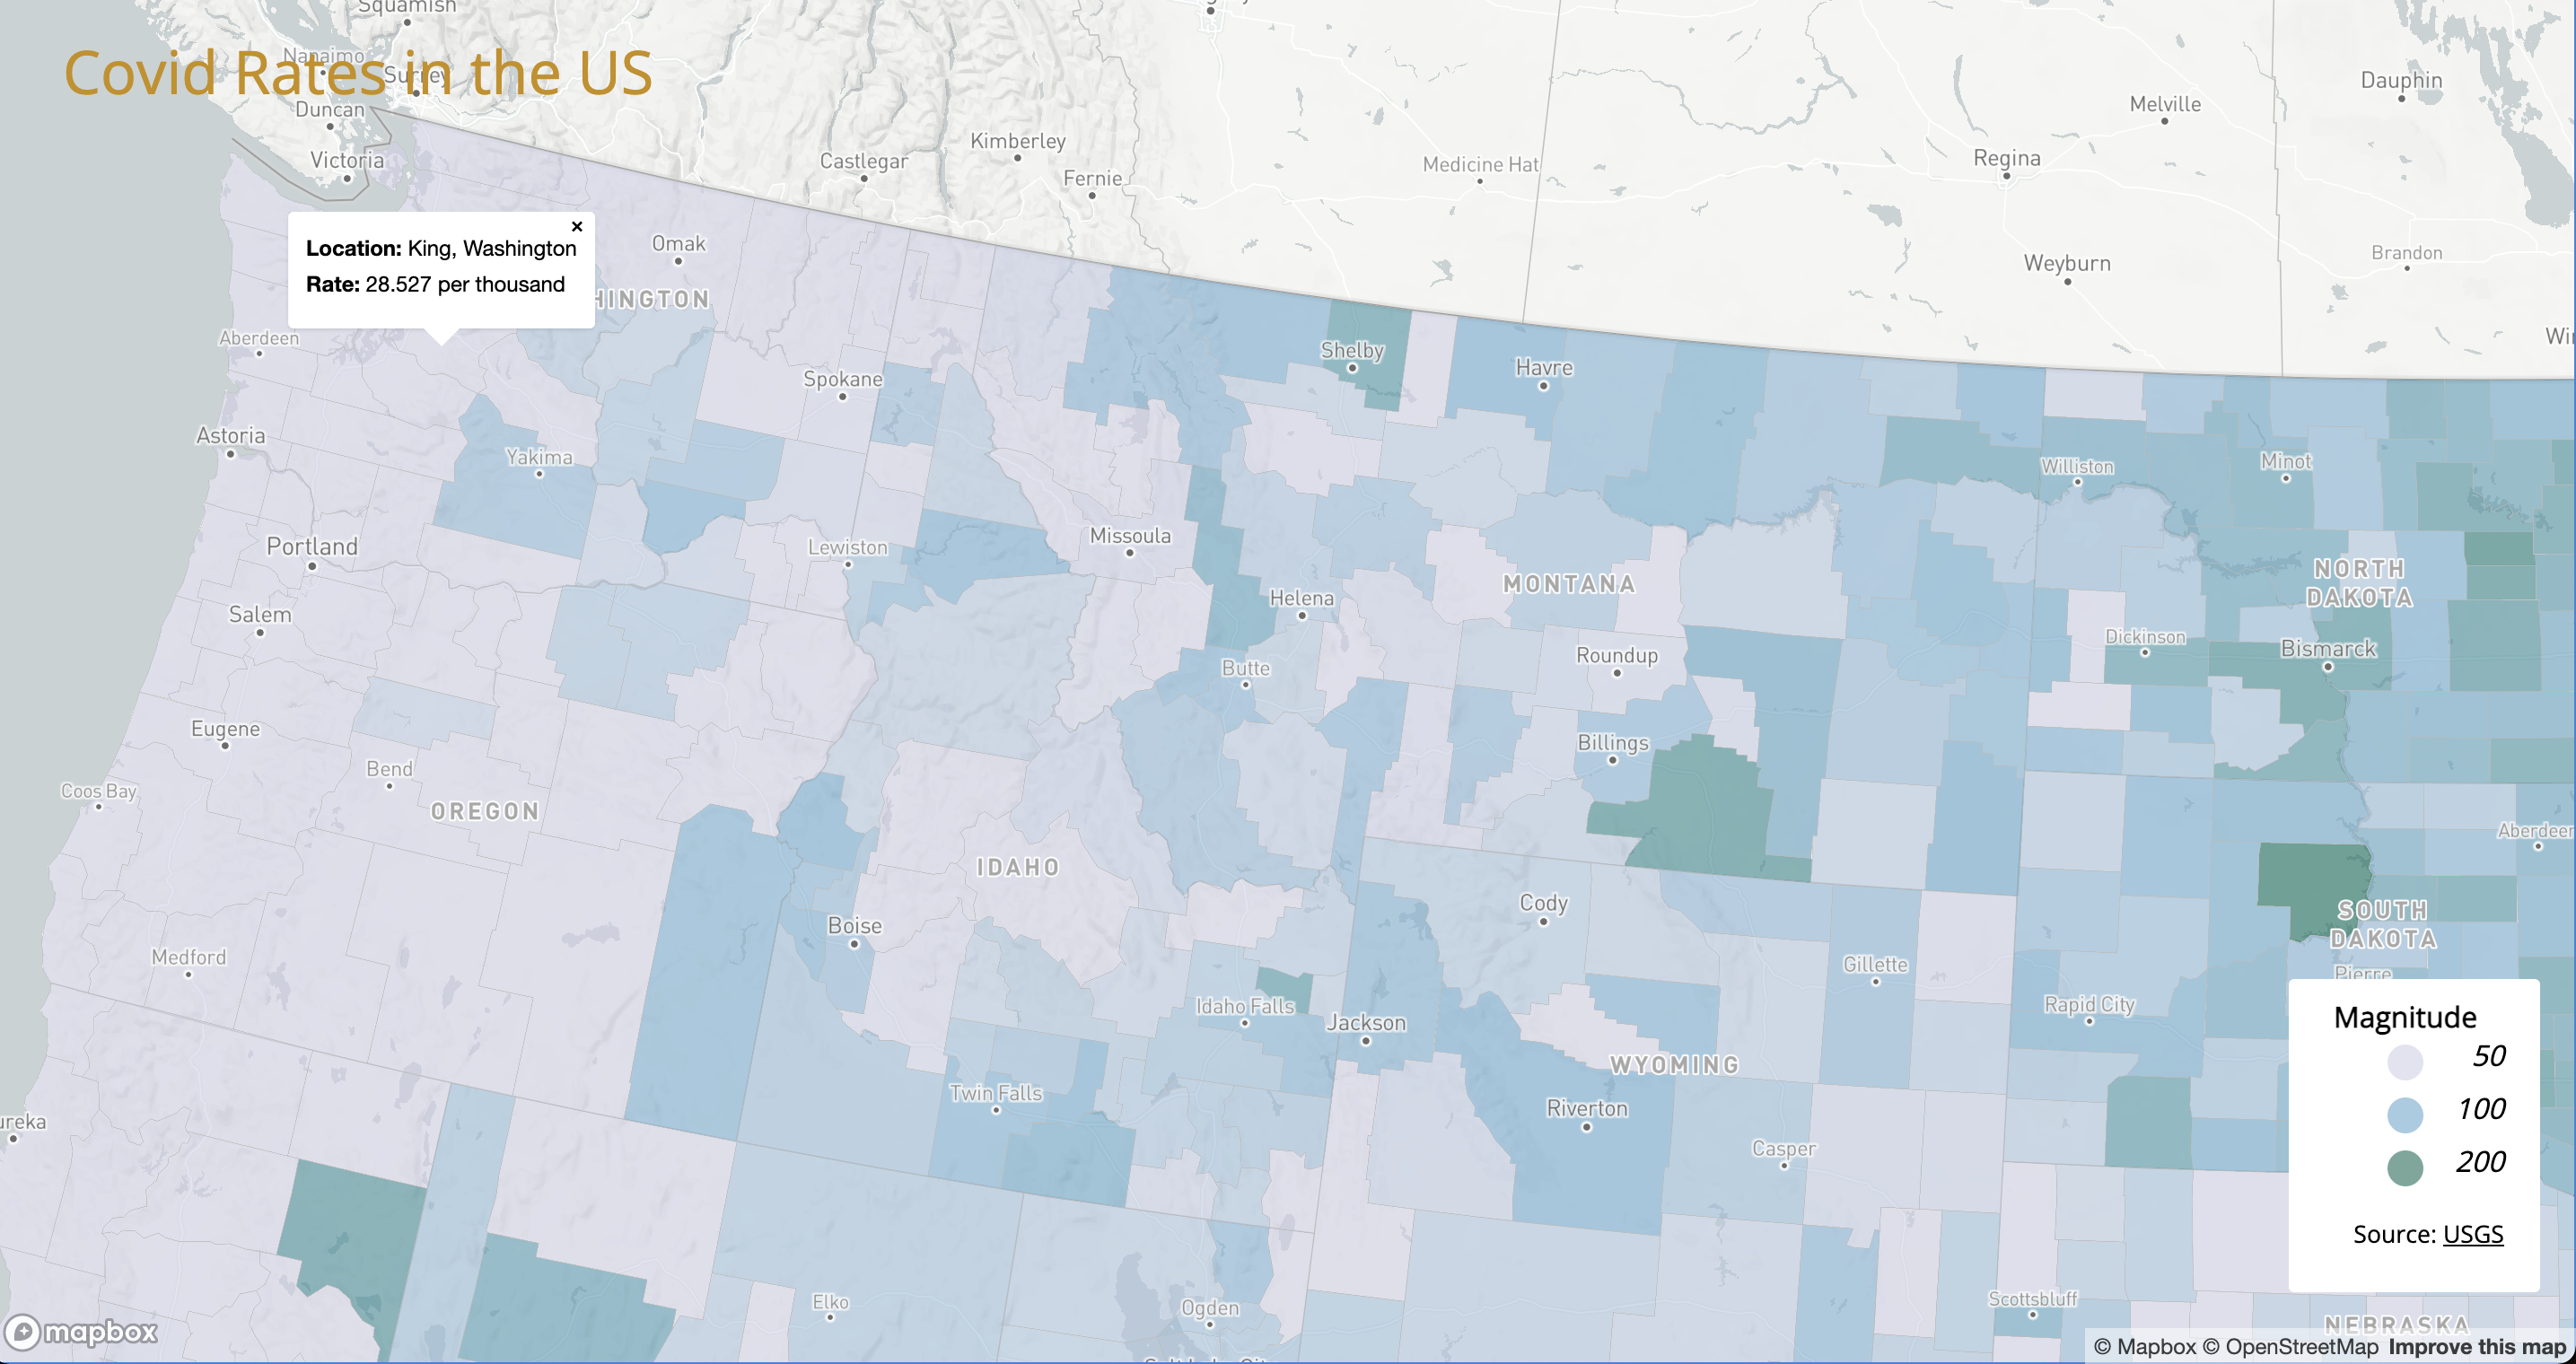 Squamish
Nanaimo
Covid Rates in the US
Surrey
Duncan
Victoria
Castlegar
Kimberley
Fernie
Medicine Hat
Regina
Melville
Dauphin
Weyburn
Brandon
×
Location: King, Washington
Rate: 28.527 per thousand
Omak
HINGTON
Aberdeen
Spokane
Shelby
Havre
Astoria
Yakima
Williston
Minot
Portland
Lewiston
Missoula
MONTANA
NORTH
DAKOTA
Salem
Helena
Dickinson
Bismarck
Butte
Roundup
Eugene
Billings
Bend
Coos Bay
OREGON
IDAHO
Aberdeen
Cody
SOUTH
DAKOTA
Boise
Medford
Gillette
Pierre
Idaho Falls
Jackson
Rapid City
WYOMING
Twin Falls
Riverton
ureka
Casper
Magnitude
50
100
200
Source: USGS
Elko
Ogden
Scottsbluff
NEBRASKA
mapbox
© Mapbox © OpenStreetMap Improve this map